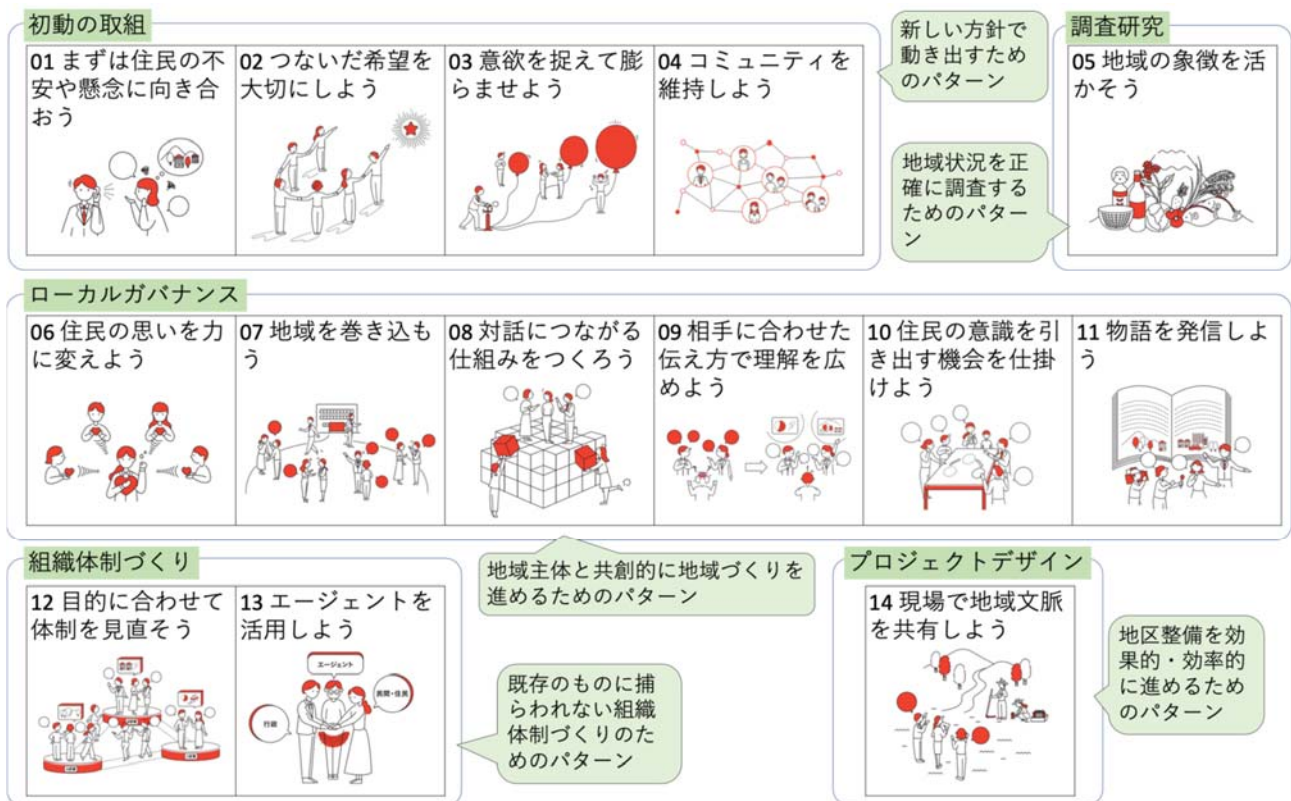 初動の取組
01 まずは住民の不
安や懸念に向き合
おう
02 つないだ希望を
大切にしよう
03 意欲を捉えて膨
らませよう
04 コミュニティを
維持しよう
新しい方針で
動き出すため
のパターン
調査研究
05 地域の象徴を活
かそう
地域状況を正
確に調査する
ためのパター
ン
ローカルガバナンス
06 住民の思いを力
に変えよう
07 地域を巻き込も
う
08 対話につながる
仕組みをつくろう
09 相手に合わせた
伝え方で理解を広
めよう
10 住民の意識を引
き出す機会を仕掛
けよう
11 物語を発信しよ
う
地域主体と共創的に地域づくりを
進めるためのパターン
組織体制づくり
12 目的に合わせて
体制を見直そう
13 エージェントを
活用しよう
エージェント
行政
民間・住民
既存のものに捕
らわれない組織
体制づくりのた
めのパターン
プロジェクトデザイン
14 現場で地域文脈
を共有しよう
地区整備を効
果的・効率的
に進めるため
のパターン